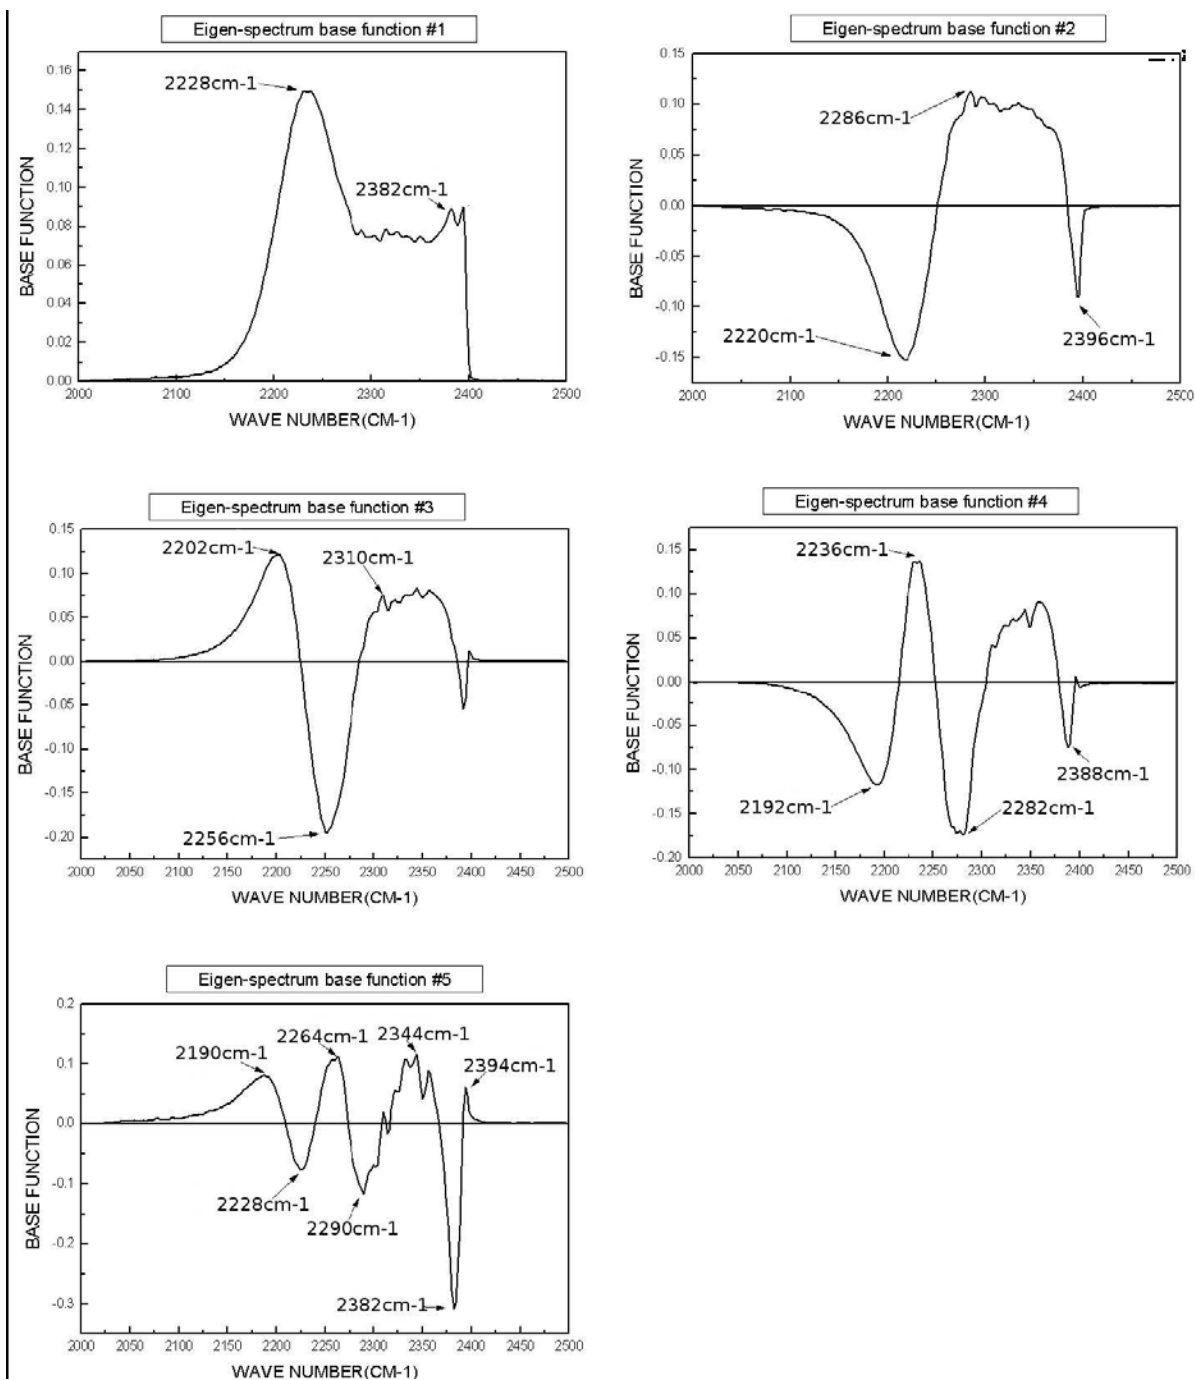 Eigen-spectrum base function #1
0.16
0.14
0.12
0.10
0.08
0.06
0.04
0.02
0.00
BASE FUNCTION
2228cm-1
2382cm-1
2000 2100 2200 2300 2400 2500
WAVE NUMBER(CM-1)
Eigen-spectrum base function #2
0.15
0.10
0.05
0.00
-0.05
-0.10
-0.15
BASE FUNCTION
2286cm-1
2220cm-1
2396cm-1
2000 2100 2200 2300 2400 2500
WAVE NUMBER(CM-1)
Eigen-spectrum base function #3
0.15
0.10
0.05
0.00
-0.05
-0.10
-0.15
-0.20
BASE FUNCTION
2202cm-1
2310cm-1
2256cm-1
2000 2050 2100 2150 2200 2250 2300 2350 2400 2450 2500
WAVE NUMBER(CM-1)
Eigen-spectrum base function #4
0.15
0.10
0.05
0.00
-0.05
-0.10
-0.15
-0.20
BASE FUNCTION
2236cm-1
2192cm-1
2282cm-1
2388cm-1
2000 2050 2100 2150 2200 2250 2300 2350 2400 2450 2500
WAVE NUMBER(CM-1)
Eigen-spectrum base function #5
0.2
0.1
0.0
-0.1
-0.2
-0.3
BASE FUNCTION
2190cm-1
2264cm-1
2344cm-1
2394cm-1
2228cm-1
2290cm-1
2382cm-1
2000 2050 2100 2150 2200 2250 2300 2350 2400 2450 2500
WAVE NUMBER(CM-1)